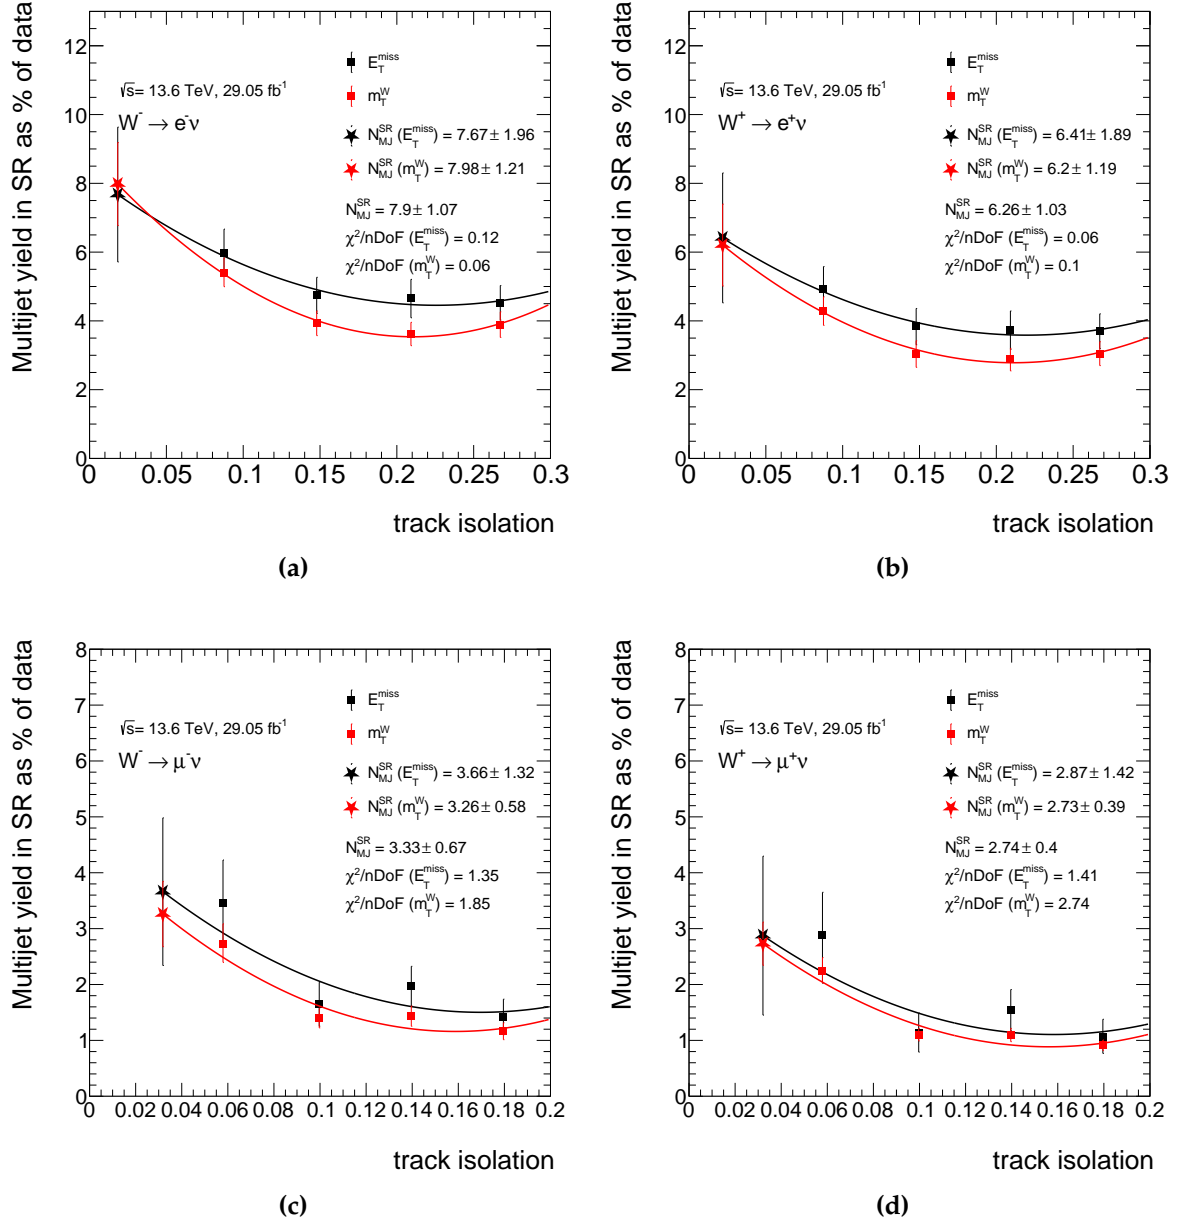 Multijet yield in SR as % of data
12
10
8
6
4
2
0
√s= 13.6 TeV, 29.05 fb⁻¹
W⁻ → e⁻ν
E_T^miss
m_T^W
N_MJ^SR (E_T^miss) = 7.67± 1.96
N_MJ^SR (m_T^W) = 7.98± 1.21
N_MJ^SR = 7.9± 1.07
χ²/nDoF (E_T^miss) = 0.12
χ²/nDoF (m_T^W) = 0.06
0 0.05 0.1 0.15 0.2 0.25 0.3
track isolation
(a)
Multijet yield in SR as % of data
12
10
8
6
4
2
0
√s= 13.6 TeV, 29.05 fb⁻¹
W⁺ → e⁺ν
E_T^miss
m_T^W
N_MJ^SR (E_T^miss) = 6.41± 1.89
N_MJ^SR (m_T^W) = 6.2± 1.19
N_MJ^SR = 6.26± 1.03
χ²/nDoF (E_T^miss) = 0.06
χ²/nDoF (m_T^W) = 0.1
0 0.05 0.1 0.15 0.2 0.25 0.3
track isolation
(b)
Multijet yield in SR as % of data
8
7
6
5
4
3
2
1
0
√s= 13.6 TeV, 29.05 fb⁻¹
W⁻ → μ⁻ν
E_T^miss
m_T^W
N_MJ^SR (E_T^miss) = 3.66± 1.32
N_MJ^SR (m_T^W) = 3.26± 0.58
N_MJ^SR = 3.33± 0.67
χ²/nDoF (E_T^miss) = 1.35
χ²/nDoF (m_T^W) = 1.85
0 0.02 0.04 0.06 0.08 0.1 0.12 0.14 0.16 0.18 0.2
track isolation
(c)
Multijet yield in SR as % of data
8
7
6
5
4
3
2
1
0
√s= 13.6 TeV, 29.05 fb⁻¹
W⁺ → μ⁺ν
E_T^miss
m_T^W
N_MJ^SR (E_T^miss) = 2.87± 1.42
N_MJ^SR (m_T^W) = 2.73± 0.39
N_MJ^SR = 2.74± 0.4
χ²/nDoF (E_T^miss) = 1.41
χ²/nDoF (m_T^W) = 2.74
0 0.02 0.04 0.06 0.08 0.1 0.12 0.14 0.16 0.18 0.2
track isolation
(d)